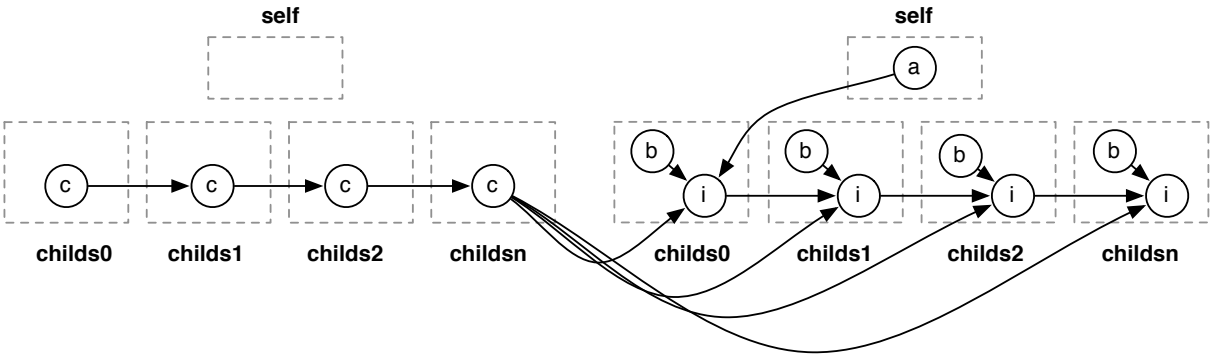 self self
a
b b b b
c c c c i i i i
childs0 childs1 childs2 childsn childs0 childs1 childs2 childsn